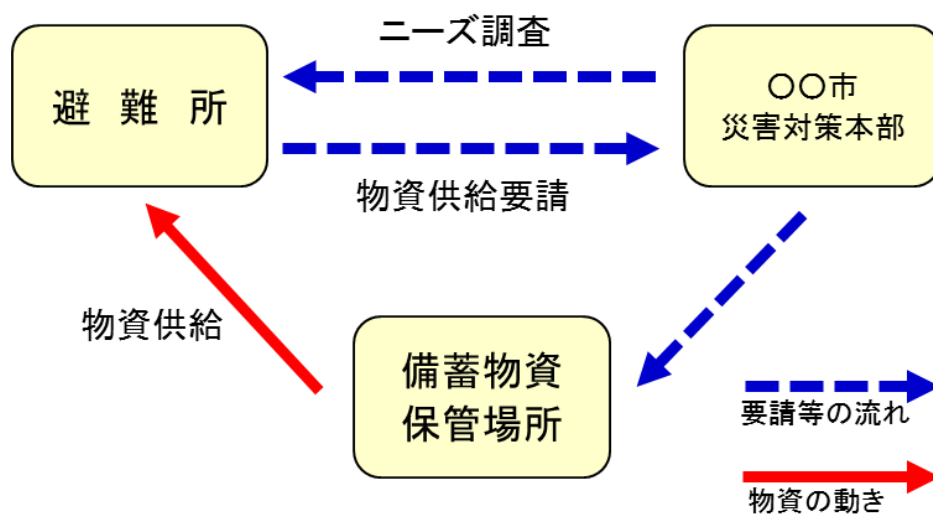 ニーズ調査
避難所
〇〇市
災害対策本部
物資供給要請
物資供給
備蓄物資
保管場所
要請等の流れ
物資の動き